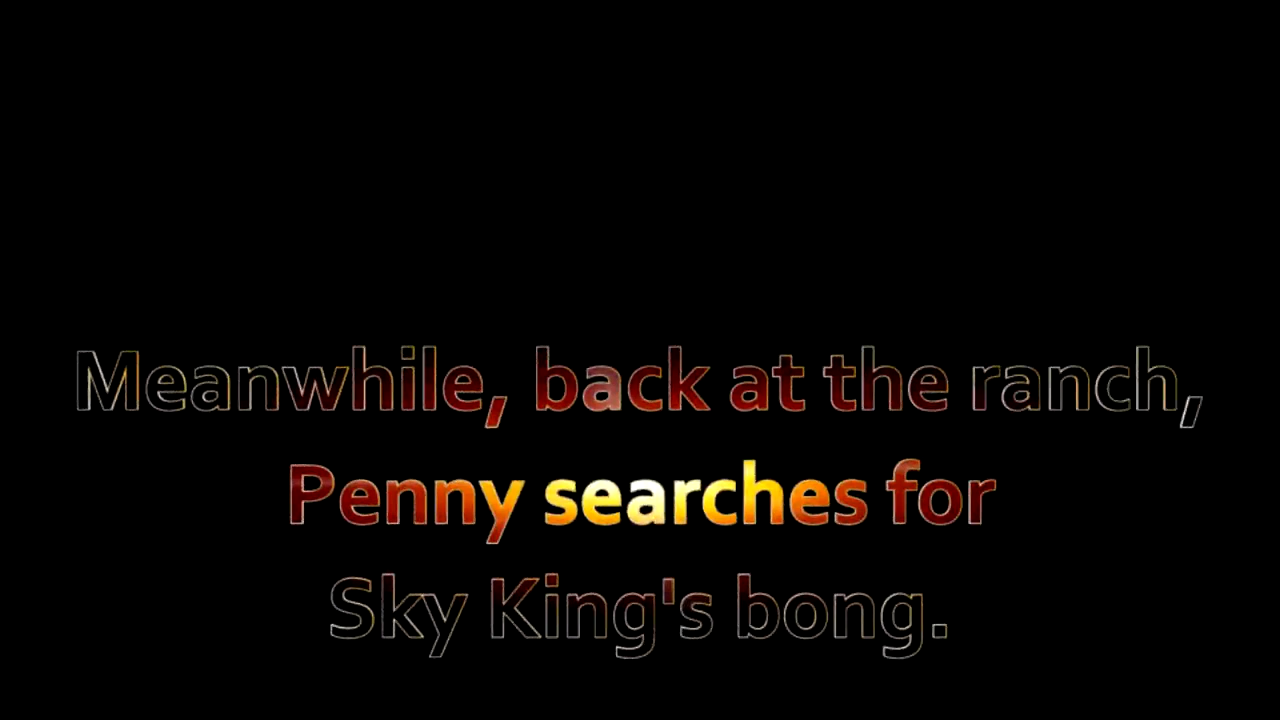 Meanwhile, back at the ranch,
Penny searches for
Sky King's bong.